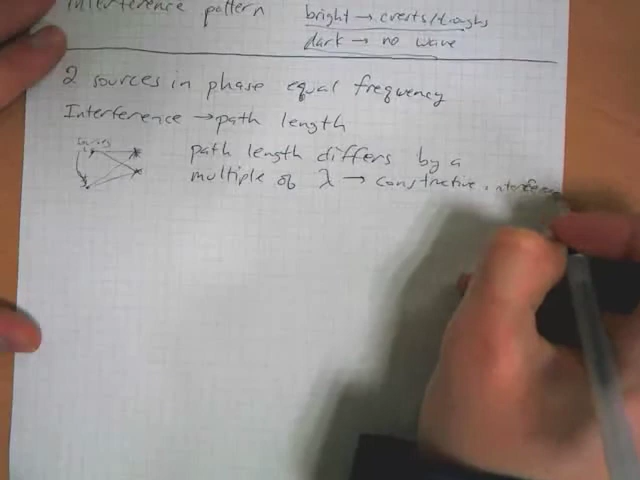 Interference pattern
bright → crests/troughs
dark → no wave
2 sources in phase equal frequency
Interference → path length
path length differs by a
multiple of λ → constructive interference